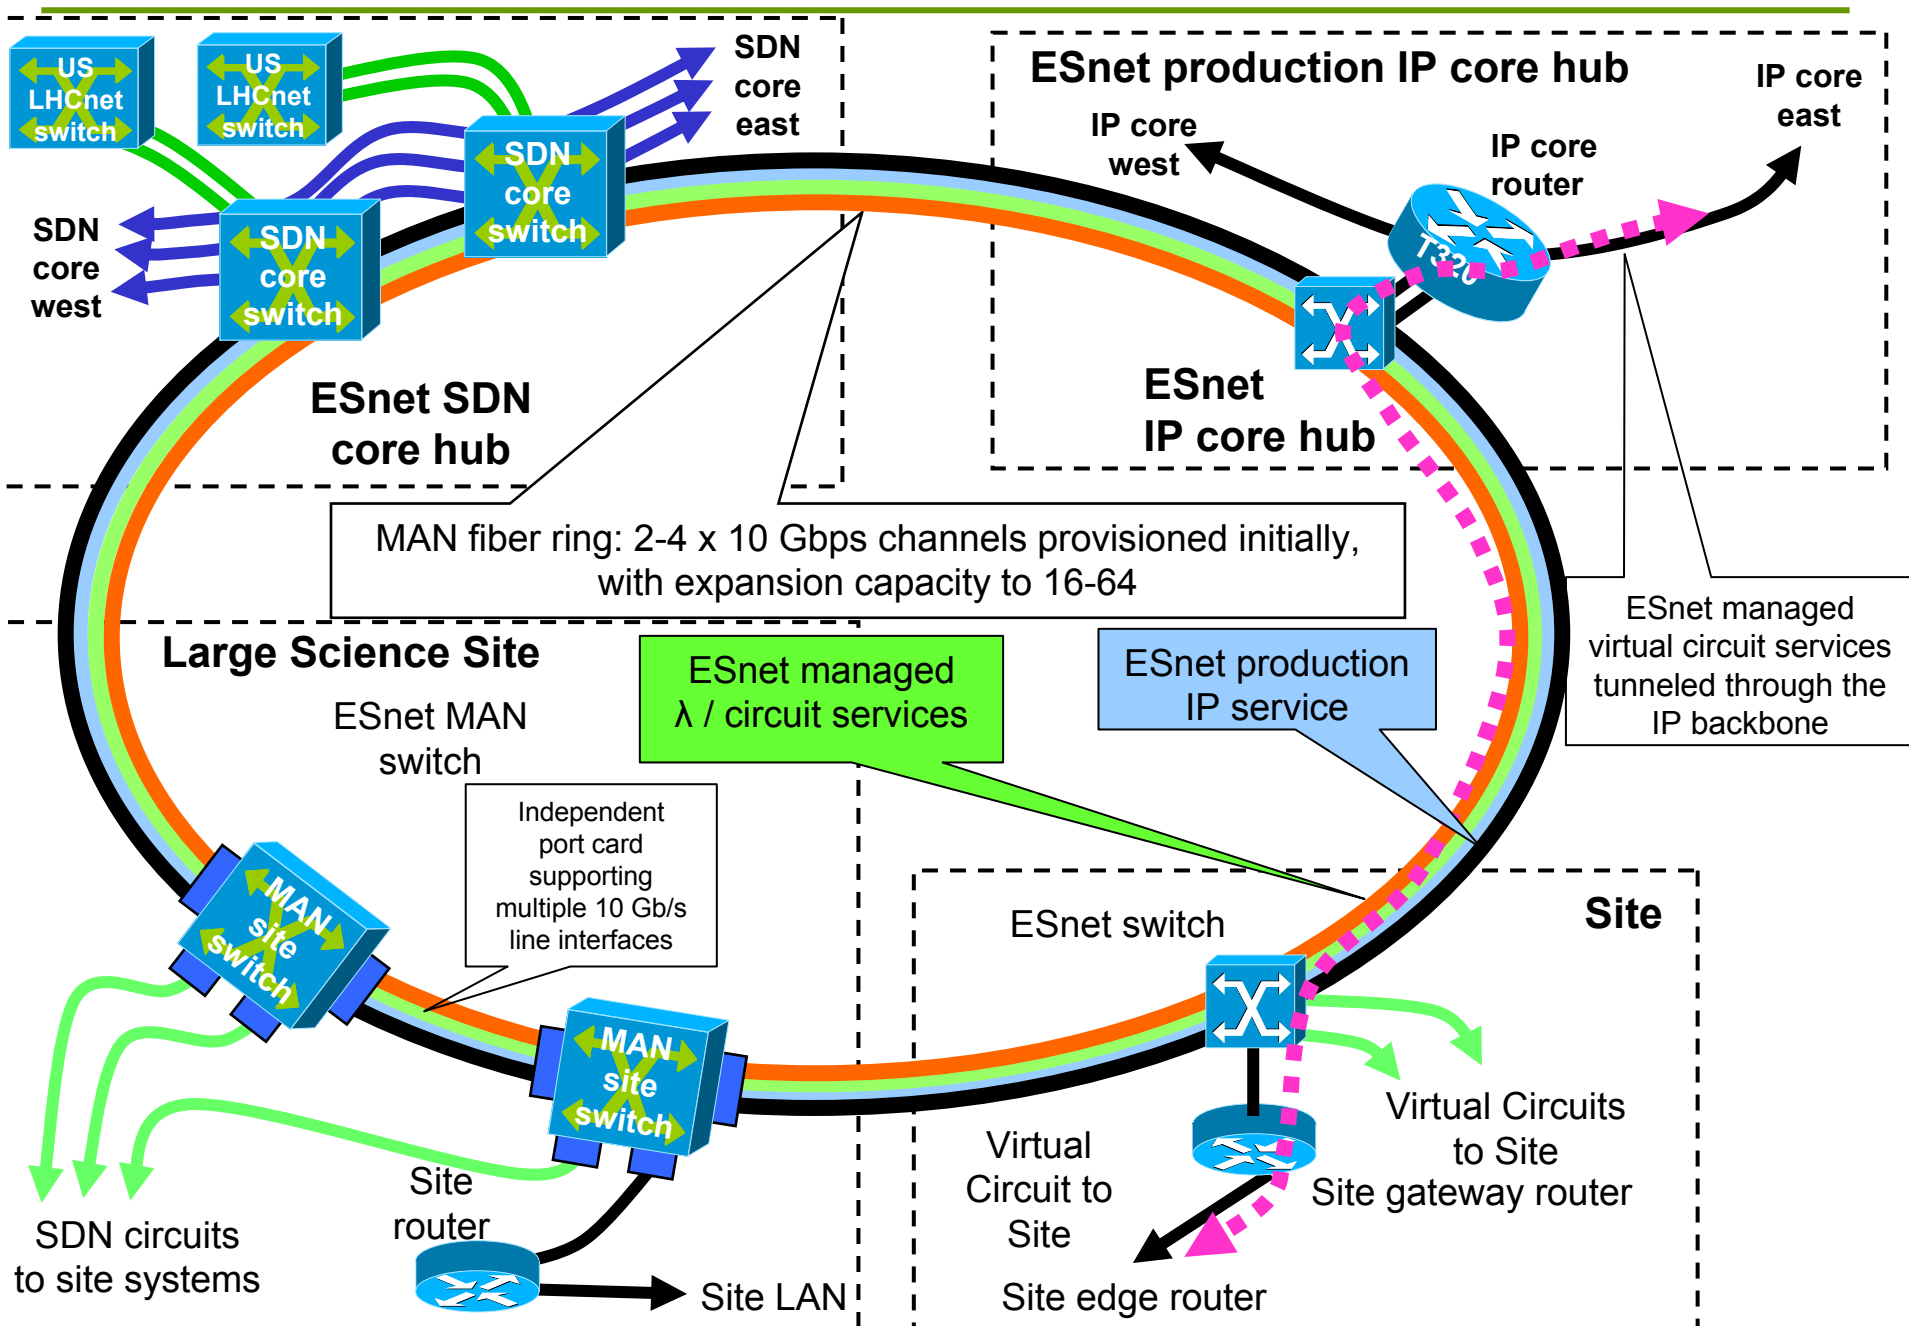 US
LHCnet
switch
US
LHCnet
switch
SDN
core
east
SDN
core
switch
SDN
core
west
SDN
core
switch
ESnet SDN
core hub
ESnet production IP core hub
IP core
west
IP core
router
IP core
east
T320
ESnet
IP core hub
MAN fiber ring: 2-4 x 10 Gbps channels provisioned initially,
with expansion capacity to 16-64
ESnet managed
virtual circuit services
tunneled through the
IP backbone
Large Science Site
ESnet MAN
switch
ESnet managed
λ / circuit services
ESnet production
IP service
Independent
port card
supporting
multiple 10 Gb/s
line interfaces
MAN
site
switch
MAN
site
switch
ESnet switch
Site
Site
router
SDN circuits
to site systems
Site LAN
Virtual
Circuit to
Site
Site edge router
Virtual Circuits
to Site
Site gateway router